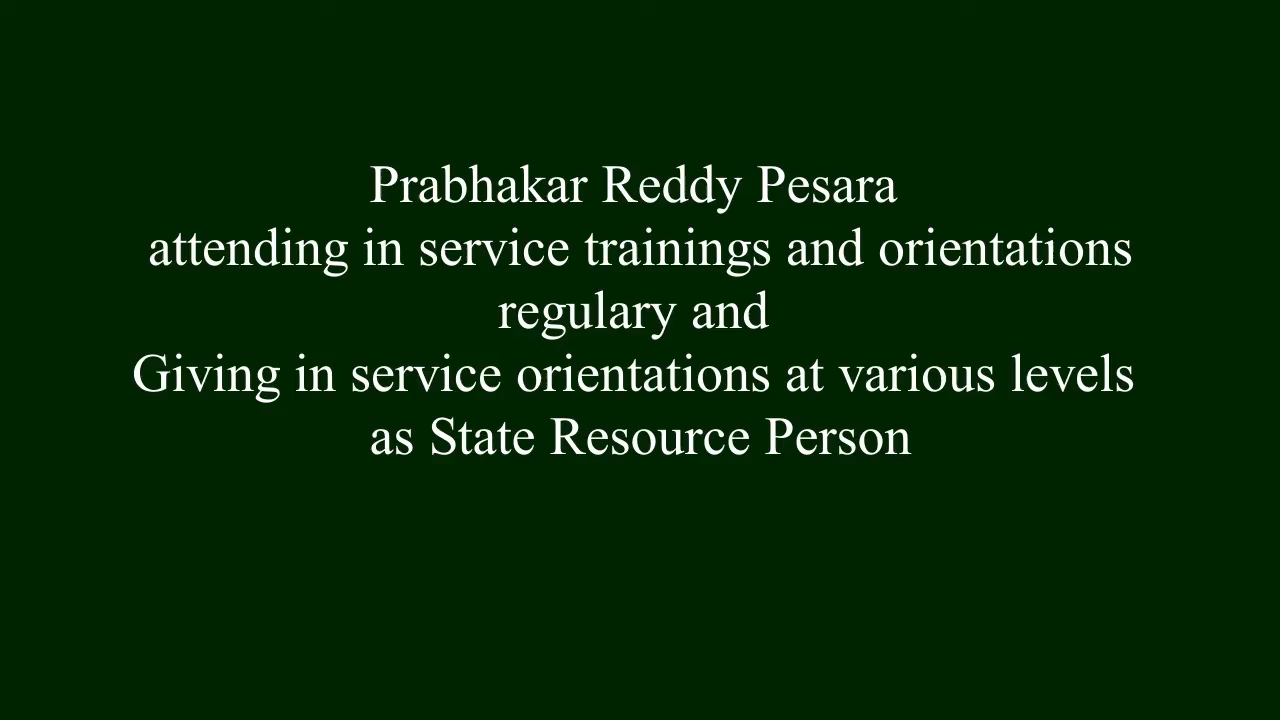 Prabhakar Reddy Pesara
attending in service trainings and orientations
regulary and
Giving in service orientations at various levels
as State Resource Person